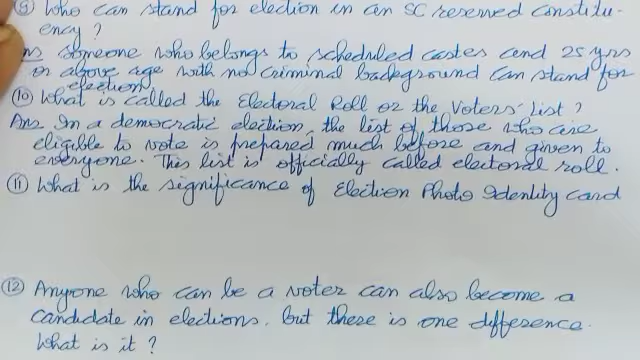 9) Who can stand for election in an SC reserved constitu-
ency ?
Ans Someone who belongs to scheduled castes and 25 yrs
or above age with no criminal background can stand for
election.
10) What is called the Electoral Roll or the Voters' List ?
Ans In a democratic election, the list of those who are
eligible to vote is prepared much before and given to
everyone. This list is officially called electoral roll.
11) What is the significance of Election Photo Identity card
12) Anyone who can be a voter can also become a
candidate in elections. but there is one difference.
What is it ?